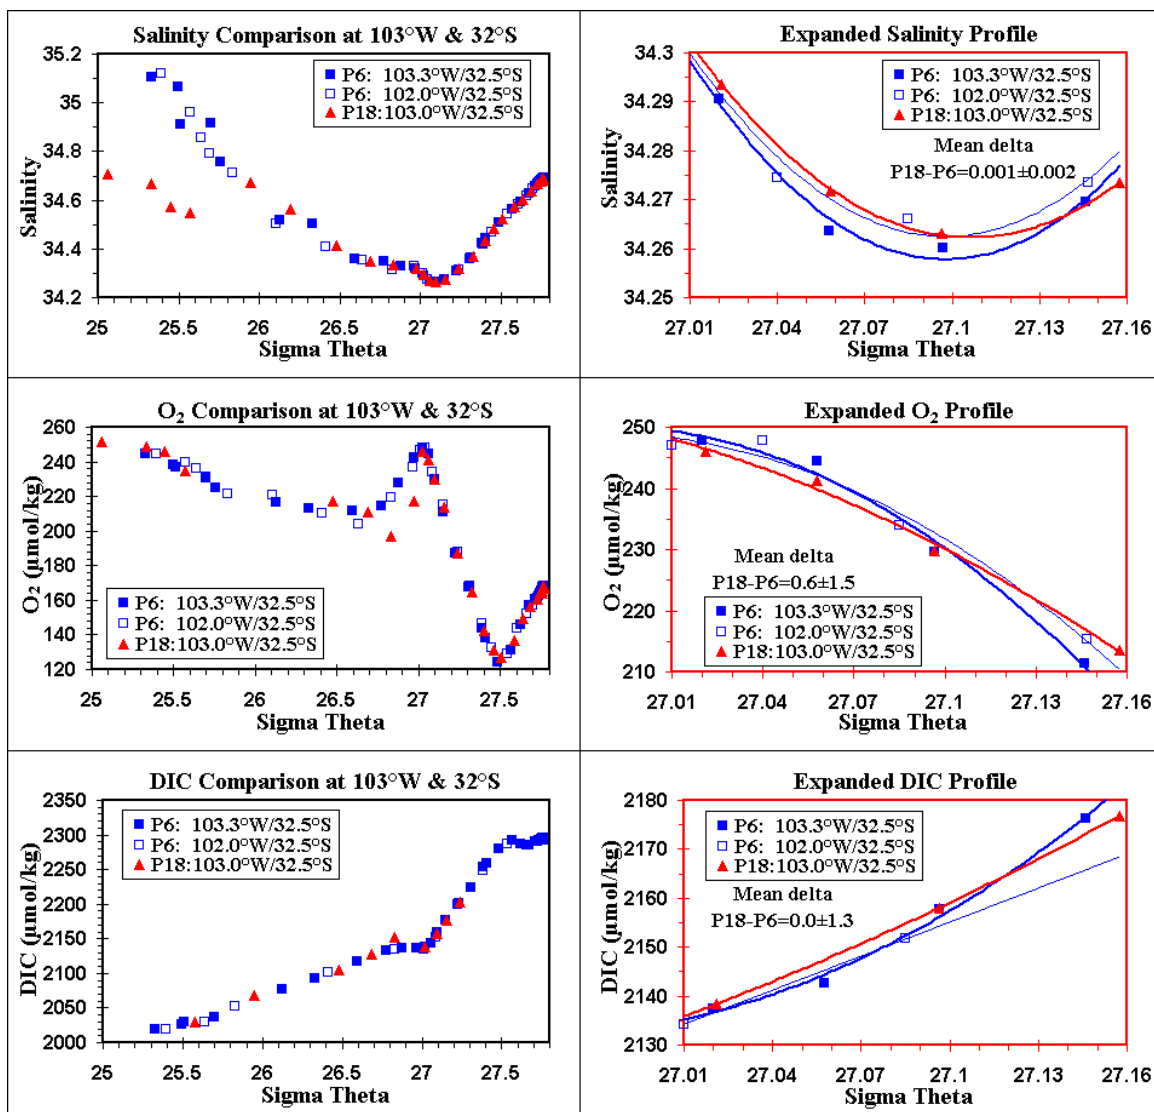 Salinity Comparison at 103°W & 32°S
35.2
35
34.8
34.6
34.4
34.2
Salinity
P6: 103.3°W/32.5°S
P6: 102.0°W/32.5°S
P18:103.0°W/32.5°S
25 25.5 26 26.5 27 27.5
Sigma Theta
Expanded Salinity Profile
34.3
34.29
34.28
34.27
34.26
34.25
Salinity
P6: 103.3°W/32.5°S
P6: 102.0°W/32.5°S
P18:103.0°W/32.5°S
Mean delta
P18-P6=0.001±0.002
27.01 27.04 27.07 27.1 27.13 27.16
Sigma Theta
O₂ Comparison at 103°W & 32°S
260
240
220
200
180
160
140
120
O₂ (µmol/kg)
P6: 103.3°W/32.5°S
P6: 102.0°W/32.5°S
P18:103.0°W/32.5°S
25 25.5 26 26.5 27 27.5
Sigma Theta
Expanded O₂ Profile
250
240
230
220
210
O₂ (µmol/kg)
Mean delta
P18-P6=0.6±1.5
P6: 103.3°W/32.5°S
P6: 102.0°W/32.5°S
P18:103.0°W/32.5°S
27.01 27.04 27.07 27.1 27.13 27.16
Sigma Theta
DIC Comparison at 103°W & 32°S
2350
2300
2250
2200
2150
2100
2050
2000
DIC (µmol/kg)
P6: 103.3°W/32.5°S
P6: 102.0°W/32.5°S
P18:103.0°W/32.5°S
25 25.5 26 26.5 27 27.5
Sigma Theta
Expanded DIC Profile
2180
2170
2160
2150
2140
2130
DIC (µmol/kg)
P6: 103.3°W/32.5°S
P6: 102.0°W/32.5°S
P18:103.0°W/32.5°S
Mean delta
P18-P6=0.0±1.3
27.01 27.04 27.07 27.1 27.13 27.16
Sigma Theta